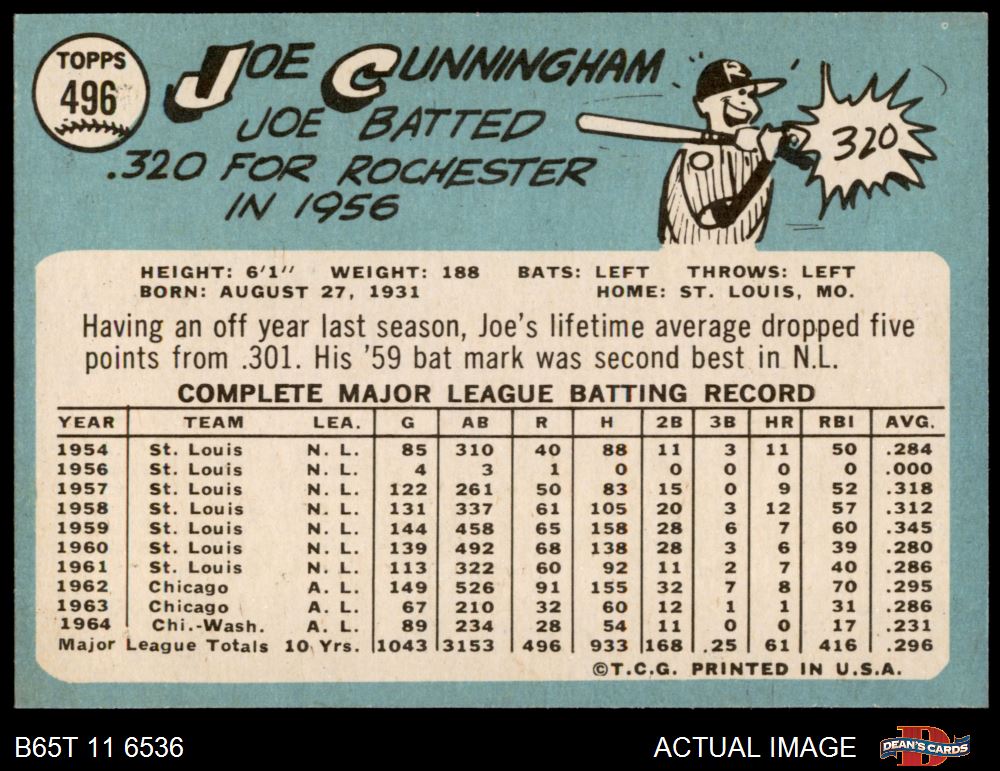 TOPPS
496
JOE CUNNINGHAM
JOE BATTED
.320 FOR ROCHESTER
IN 1956
R
320
HEIGHT: 6'1" WEIGHT: 188 BATS: LEFT THROWS: LEFT
BORN: AUGUST 27, 1931 HOME: ST. LOUIS, MO.
Having an off year last season, Joe's lifetime average dropped five
points from .301. His '59 bat mark was second best in N.L.
COMPLETE MAJOR LEAGUE BATTING RECORD
YEAR TEAM LEA. G AB R H 2B 3B HR RBI AVG.
1954 St. Louis N. L. 85 310 40 88 11 3 11 50 .284
1956 St. Louis N. L. 4 3 1 0 0 0 0 0 .000
1957 St. Louis N. L. 122 261 50 83 15 0 9 52 .318
1958 St. Louis N. L. 131 337 61 105 20 3 12 57 .312
1959 St. Louis N. L. 144 458 65 158 28 6 7 60 .345
1960 St. Louis N. L. 139 492 68 138 28 3 6 39 .280
1961 St. Louis N. L. 113 322 60 92 11 2 7 40 .286
1962 Chicago A. L. 149 526 91 155 32 7 8 70 .295
1963 Chicago A. L. 67 210 32 60 12 1 1 31 .286
1964 Chi.-Wash. A. L. 89 234 28 54 11 0 0 17 .231
Major League Totals 10 Yrs. 1043 3153 496 933 168 .25 61 416 .296
©T.C.G. PRINTED IN U.S.A.
B65T 11 6536 ACTUAL IMAGE D DEAN'S CARDS